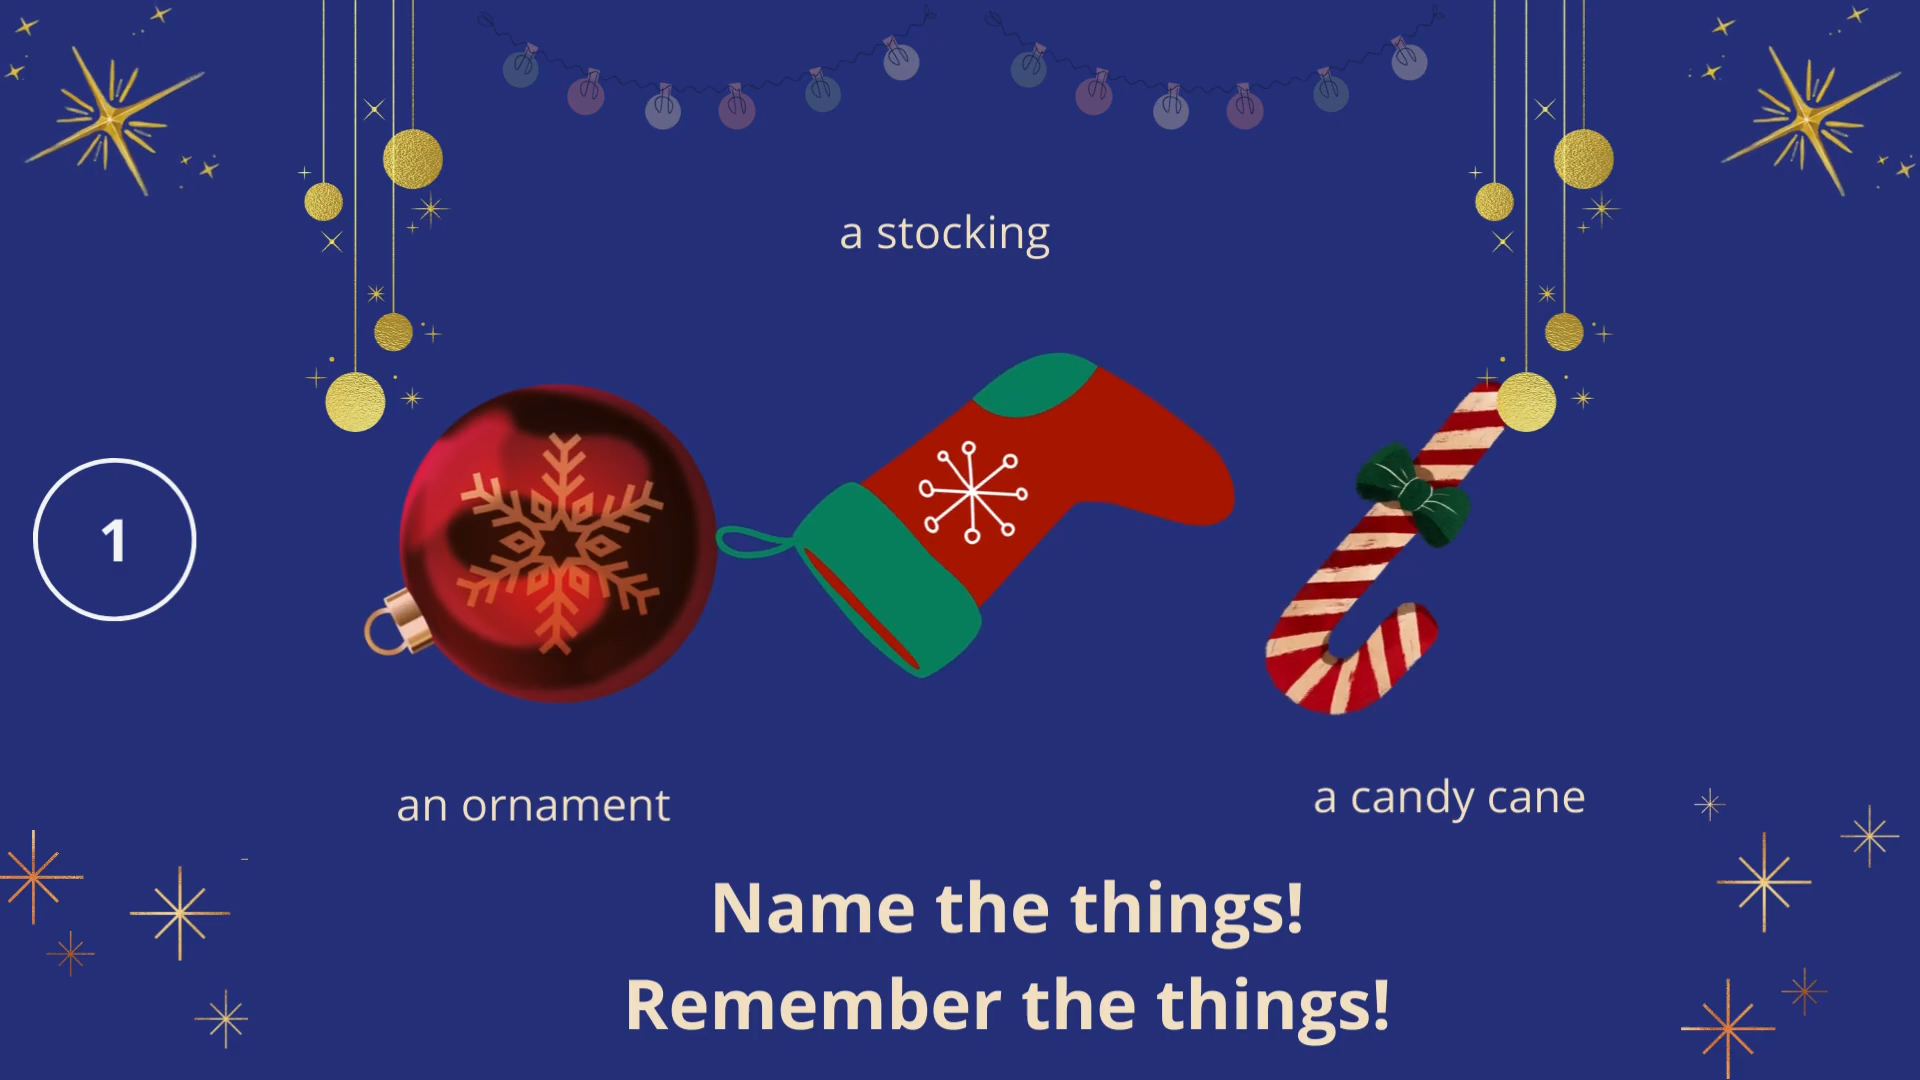 a stocking
1
an ornament
a candy cane
Name the things!
Remember the things!